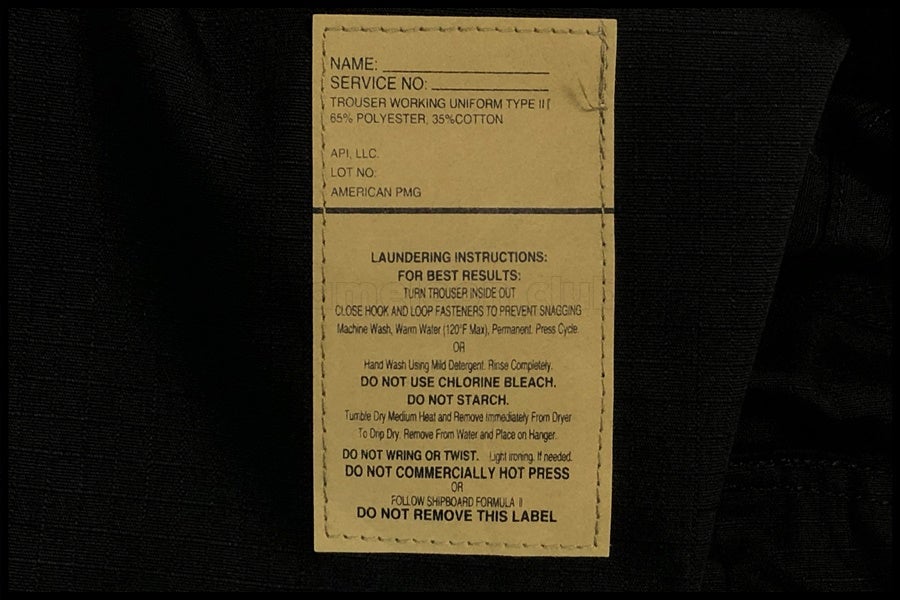 NAME:
SERVICE NO:
TROUSER WORKING UNIFORM TYPE III
65% POLYESTER, 35%COTTON
API, LLC.
LOT NO:
AMERICAN PMG
LAUNDERING INSTRUCTIONS:
FOR BEST RESULTS:
TURN TROUSER INSIDE OUT
CLOSE HOOK AND LOOP FASTENERS TO PREVENT SNAGGING
Machine Wash, Warm Water (120°F Max), Permanent. Press Cycle.
OR
Hand Wash Using Mild Detergent. Rinse Completely.
DO NOT USE CHLORINE BLEACH.
DO NOT STARCH.
Tumble Dry Medium Heat and Remove Immediately From Dryer
To Drip Dry. Remove From Water and Place on Hanger.
DO NOT WRING OR TWIST. Light ironing. If needed.
DO NOT COMMERCIALLY HOT PRESS
OR
FOLLOW SHIPBOARD FORMULA II
DO NOT REMOVE THIS LABEL